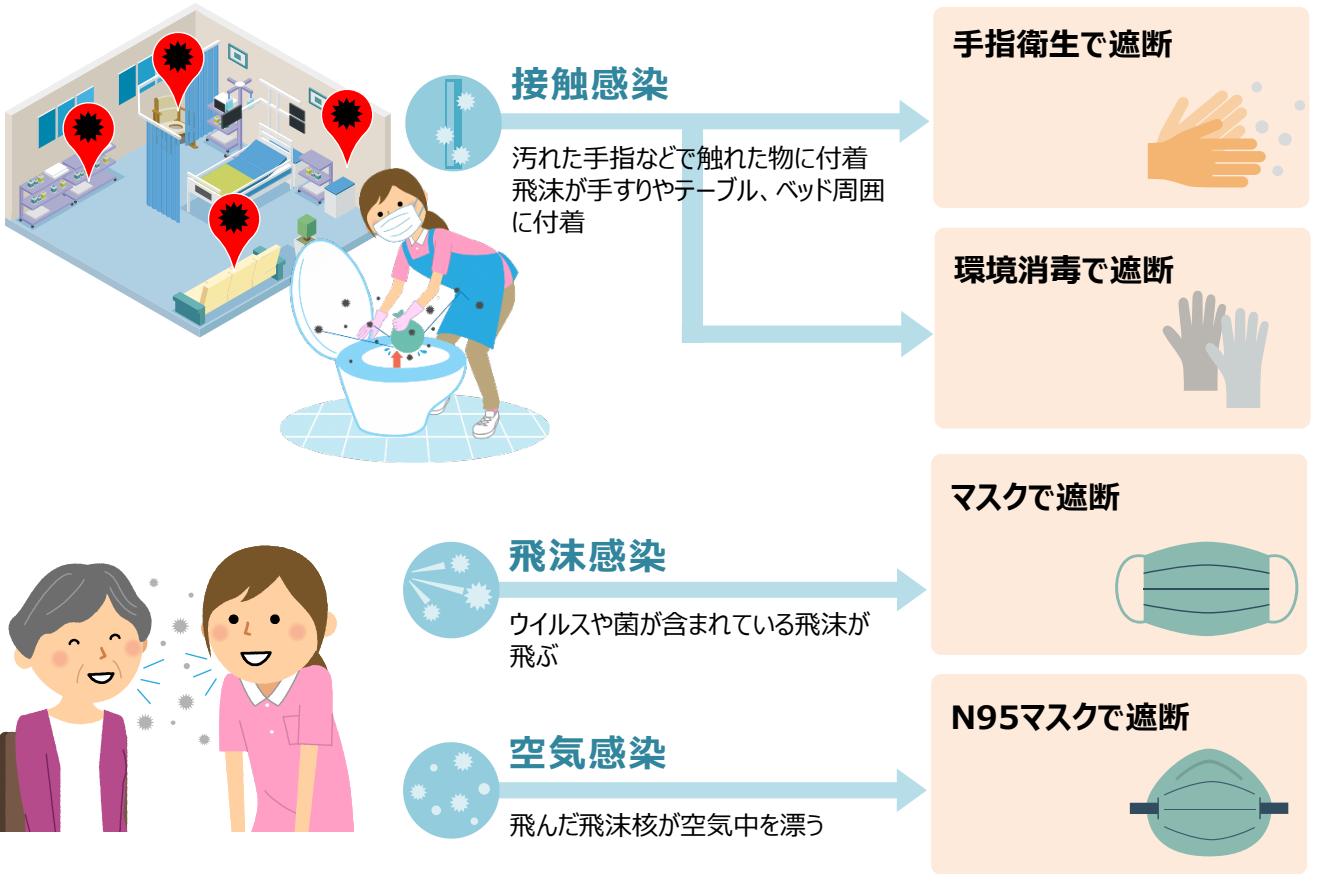 接触感染
汚れた手指などで触れた物に付着
飛沫が手すりやテーブル、ベッド周囲
に付着
手指衛生で遮断
環境消毒で遮断
飛沫感染
ウイルスや菌が含まれている飛沫が
飛ぶ
マスクで遮断
空気感染
飛んだ飛沫核が空気中を漂う
N95マスクで遮断